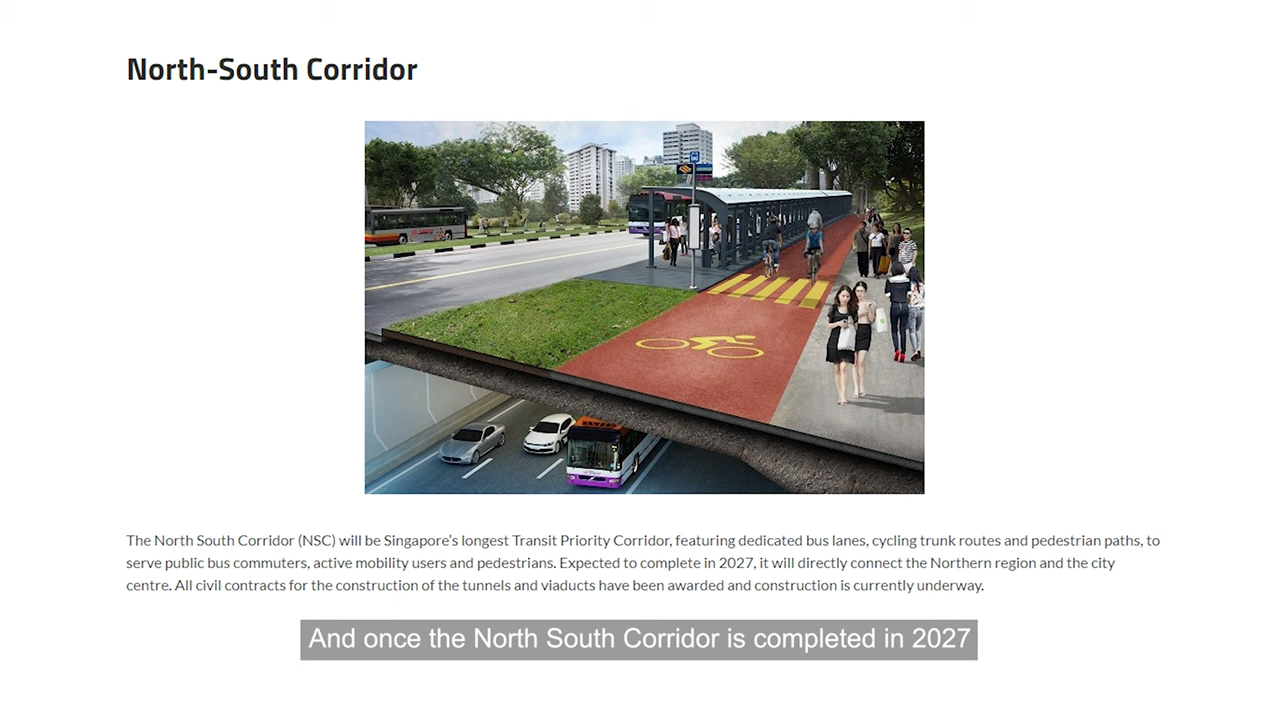 North-South Corridor
The North South Corridor (NSC) will be Singapore’s longest Transit Priority Corridor, featuring dedicated bus lanes, cycling trunk routes and pedestrian paths, to
serve public bus commuters, active mobility users and pedestrians. Expected to complete in 2027, it will directly connect the Northern region and the city
centre. All civil contracts for the construction of the tunnels and viaducts have been awarded and construction is currently underway.
And once the North South Corridor is completed in 2027